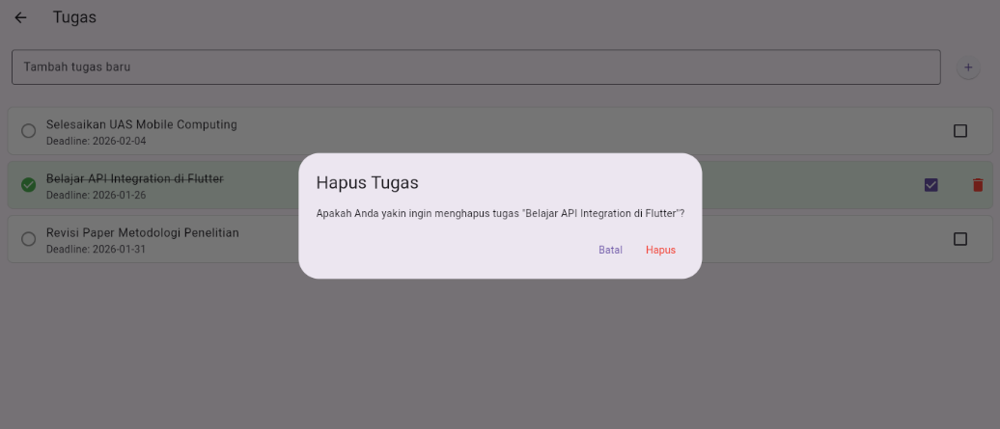 Tugas
Tambah tugas baru
Selesaikan UAS Mobile Computing
Deadline: 2026-02-04
Belajar API Integration di Flutter
Deadline: 2026-01-26
Revisi Paper Metodologi Penelitian
Deadline: 2026-01-31
Hapus Tugas
Apakah Anda yakin ingin menghapus tugas "Belajar API Integration di Flutter"?
Batal Hapus